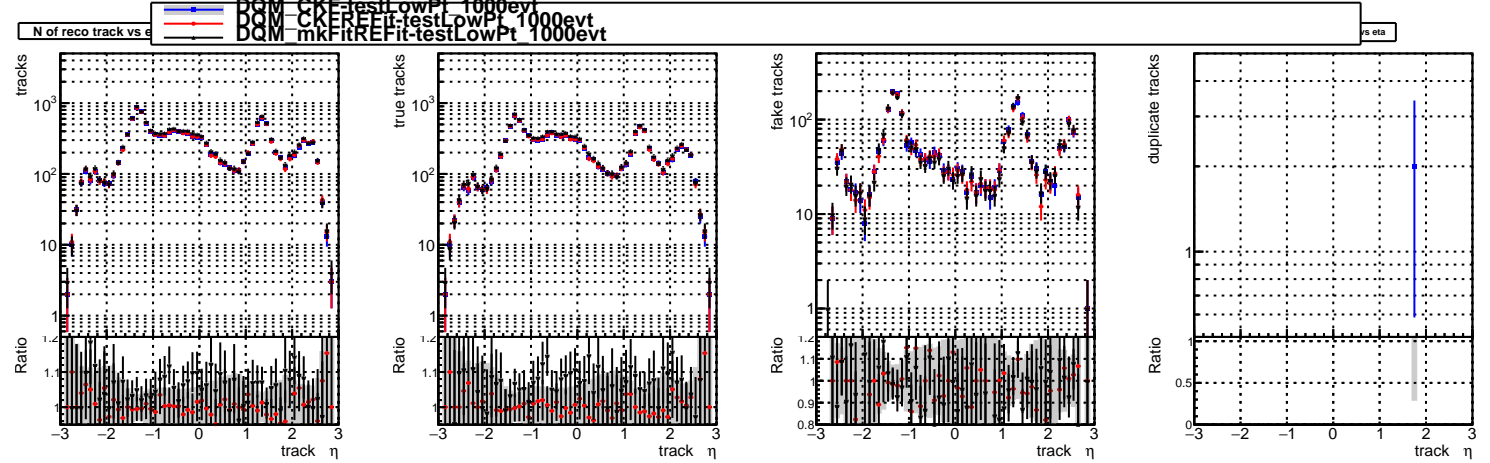 DQM_CKF-testLowPt_1000evt
DQM_CKFREFit-testLowPt_1000evt
DQM_mkFitREFit-testLowPt_1000evt
N of reco track vs e
vs eta
tracks
10³
10²
10
1
Ratio
1.2
1.1
1
−3 −2 −1 0 1 2 3
track η
true tracks
10³
10²
10
1
Ratio
1.2
1.1
1
−3 −2 −1 0 1 2 3
track η
fake tracks
10²
10
1
Ratio
1.2
1.1
1
0.9
0.8
−3 −2 −1 0 1 2 3
track η
duplicate tracks
1
Ratio
1
0.5
0
−3 −2 −1 0 1 2 3
track η